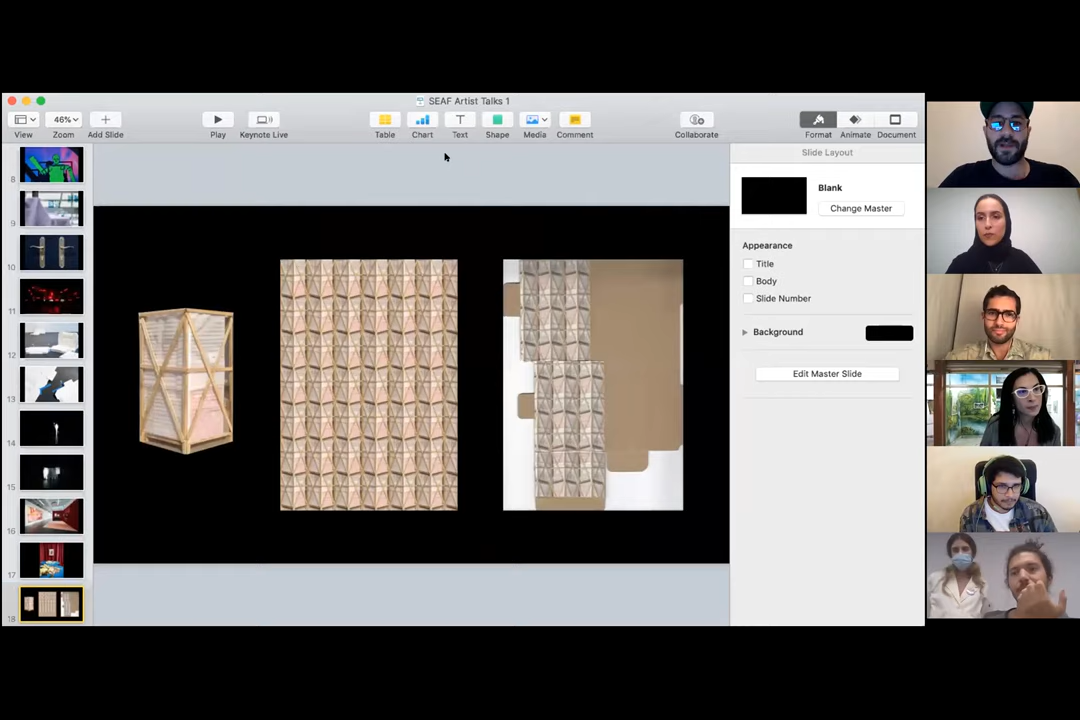 SEAF Artist Talks 1
46%
View
Zoom
Add Slide
Play
Keynote Live
Table
Chart
Text
Shape
Media
Comment
Collaborate
Format
Animate
Document
Slide Layout
Blank
Change Master
Appearance
Title
Body
Slide Number
Background
Edit Master Slide
8
9
10
11
12
13
14
15
16
17
18